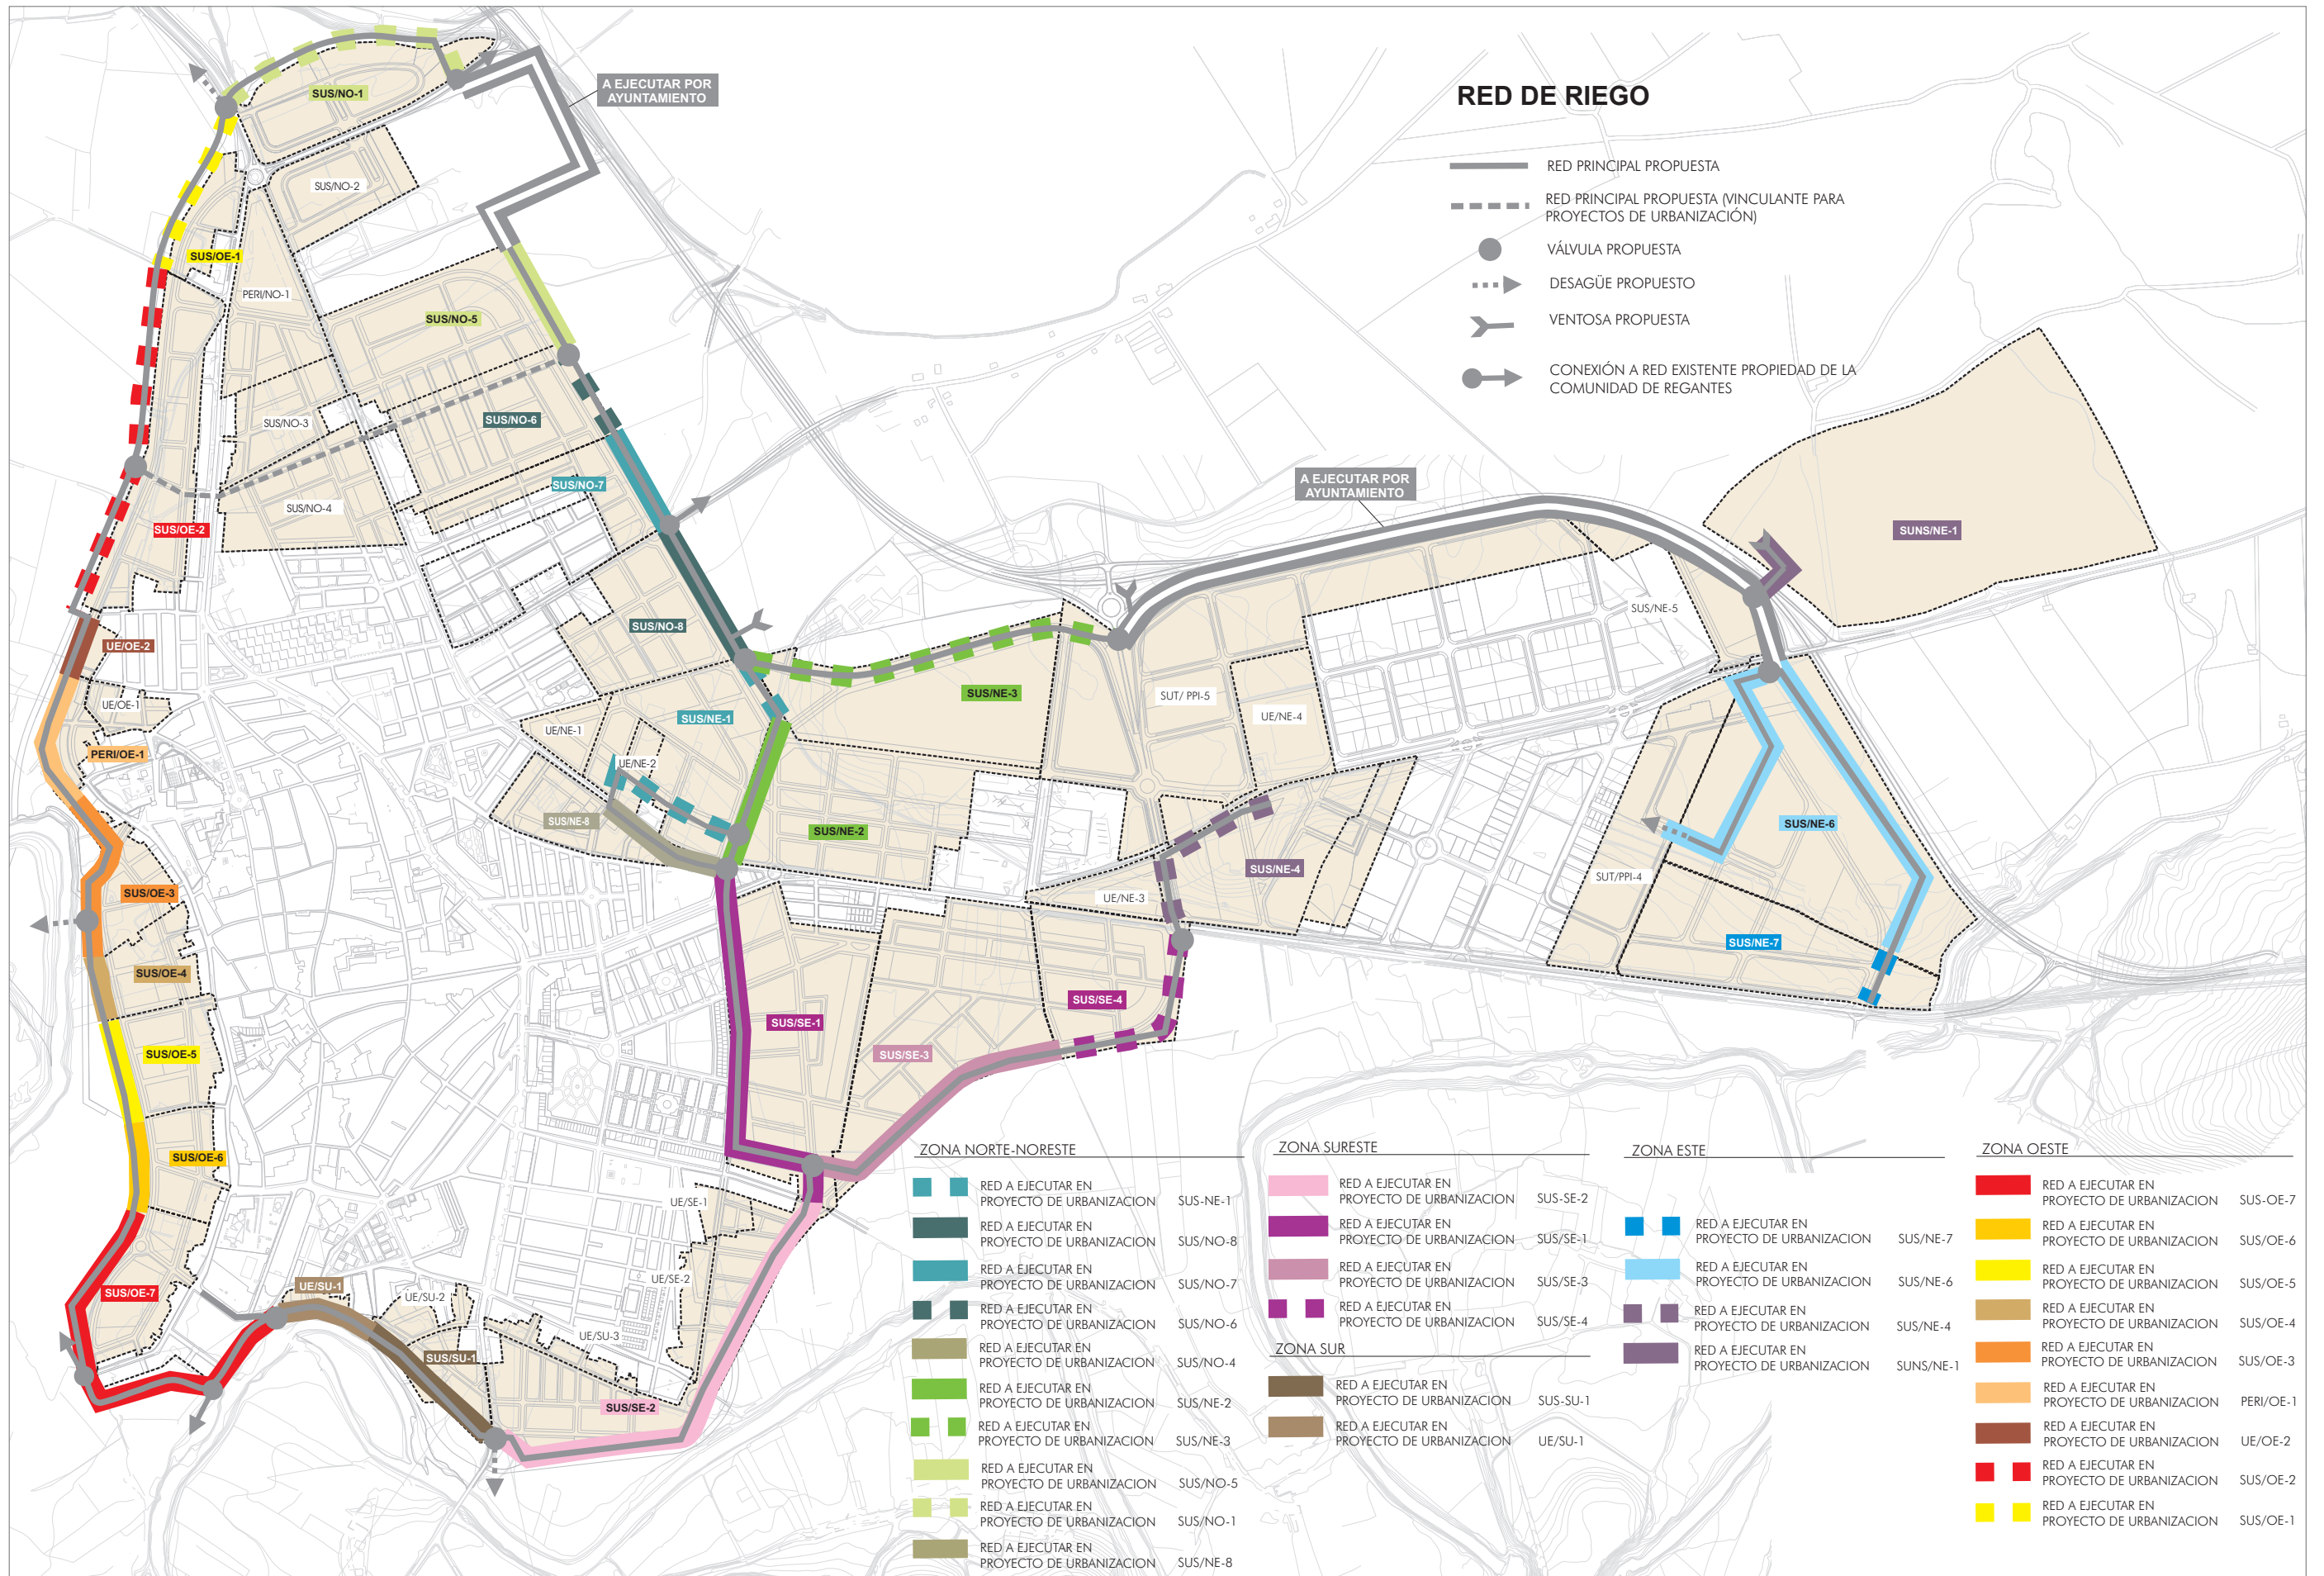 RED DE RIEGO
RED PRINCIPAL PROPUESTA
RED PRINCIPAL PROPUESTA (VINCULANTE PARA
PROYECTOS DE URBANIZACIÓN)
VÁLVULA PROPUESTA
DESAGÜE PROPUESTO
VENTOSA PROPUESTA
CONEXIÓN A RED EXISTENTE PROPIEDAD DE LA
COMUNIDAD DE REGANTES
A EJECUTAR POR
AYUNTAMIENTO
SUS/NO-1
SUS/NO-2
SUS/OE-1
PERI/NO-1
SUS/NO-5
SUS/NO-3
SUS/NO-6
SUS/NO-7
SUS/NO-4
SUS/OE-2
A EJECUTAR POR
AYUNTAMIENTO
SUNS/NE-1
SUS/NE-5
SUS/NO-8
UE/OE-2
UE/OE-1
PERI/OE-1
SUS/NE-3
SUT/ PPI-5
UE/NE-4
SUS/NE-1
UE/NE-1
UE/NE-2
SUS/NE-8
SUS/NE-2
SUS/NE-6
SUS/NE-4
SUT/PPI-4
UE/NE-3
SUS/OE-3
SUS/NE-7
SUS/OE-4
SUS/SE-4
SUS/SE-1
SUS/SE-3
SUS/OE-5
SUS/OE-6
UE/SE-1
UE/SE-2
SUS/OE-7
UE/SU-1
UE/SU-2
UE/SU-3
SUS/SU-1
SUS/SE-2
ZONA NORTE-NORESTE
RED A EJECUTAR EN
PROYECTO DE URBANIZACION SUS-NE-1
RED A EJECUTAR EN
PROYECTO DE URBANIZACION SUS/NO-8
RED A EJECUTAR EN
PROYECTO DE URBANIZACION SUS/NO-7
RED A EJECUTAR EN
PROYECTO DE URBANIZACION SUS/NO-6
RED A EJECUTAR EN
PROYECTO DE URBANIZACION SUS/NO-4
RED A EJECUTAR EN
PROYECTO DE URBANIZACION SUS/NE-2
RED A EJECUTAR EN
PROYECTO DE URBANIZACION SUS/NE-3
RED A EJECUTAR EN
PROYECTO DE URBANIZACION SUS/NO-5
RED A EJECUTAR EN
PROYECTO DE URBANIZACION SUS/NO-1
RED A EJECUTAR EN
PROYECTO DE URBANIZACION SUS/NE-8
ZONA SURESTE
RED A EJECUTAR EN
PROYECTO DE URBANIZACION SUS-SE-2
RED A EJECUTAR EN
PROYECTO DE URBANIZACION SUS/SE-1
RED A EJECUTAR EN
PROYECTO DE URBANIZACION SUS/SE-3
RED A EJECUTAR EN
PROYECTO DE URBANIZACION SUS/SE-4
ZONA SUR
RED A EJECUTAR EN
PROYECTO DE URBANIZACION SUS-SU-1
RED A EJECUTAR EN
PROYECTO DE URBANIZACION UE/SU-1
ZONA ESTE
RED A EJECUTAR EN
PROYECTO DE URBANIZACION SUS/NE-7
RED A EJECUTAR EN
PROYECTO DE URBANIZACION SUS/NE-6
RED A EJECUTAR EN
PROYECTO DE URBANIZACION SUS/NE-4
RED A EJECUTAR EN
PROYECTO DE URBANIZACION SUNS/NE-1
ZONA OESTE
RED A EJECUTAR EN
PROYECTO DE URBANIZACION SUS-OE-7
RED A EJECUTAR EN
PROYECTO DE URBANIZACION SUS/OE-6
RED A EJECUTAR EN
PROYECTO DE URBANIZACION SUS/OE-5
RED A EJECUTAR EN
PROYECTO DE URBANIZACION SUS/OE-4
RED A EJECUTAR EN
PROYECTO DE URBANIZACION SUS/OE-3
RED A EJECUTAR EN
PROYECTO DE URBANIZACION PERI/OE-1
RED A EJECUTAR EN
PROYECTO DE URBANIZACION UE/OE-2
RED A EJECUTAR EN
PROYECTO DE URBANIZACION SUS/OE-2
RED A EJECUTAR EN
PROYECTO DE URBANIZACION SUS/OE-1